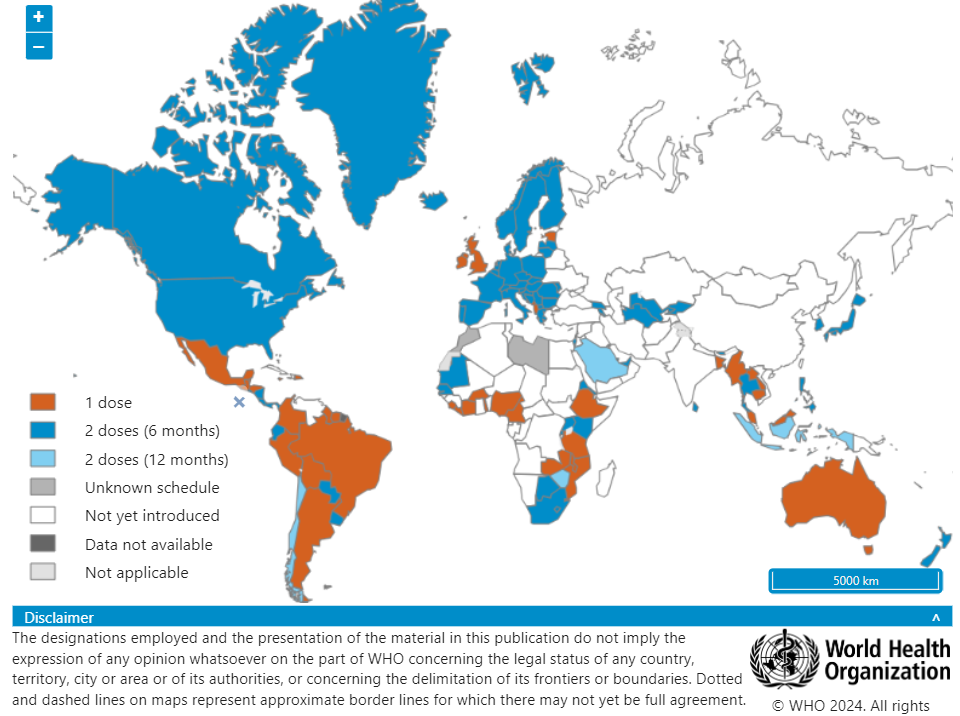 +
−
1 dose
2 doses (6 months)
2 doses (12 months)
Unknown schedule
Not yet introduced
Data not available
Not applicable
5000 km
Disclaimer
^
The designations employed and the presentation of the material in this publication do not imply the
expression of any opinion whatsoever on the part of WHO concerning the legal status of any country,
territory, city or area or of its authorities, or concerning the delimitation of its frontiers or boundaries. Dotted
and dashed lines on maps represent approximate border lines for which there may not yet be full agreement.
World Health
Organization
© WHO 2024. All rights